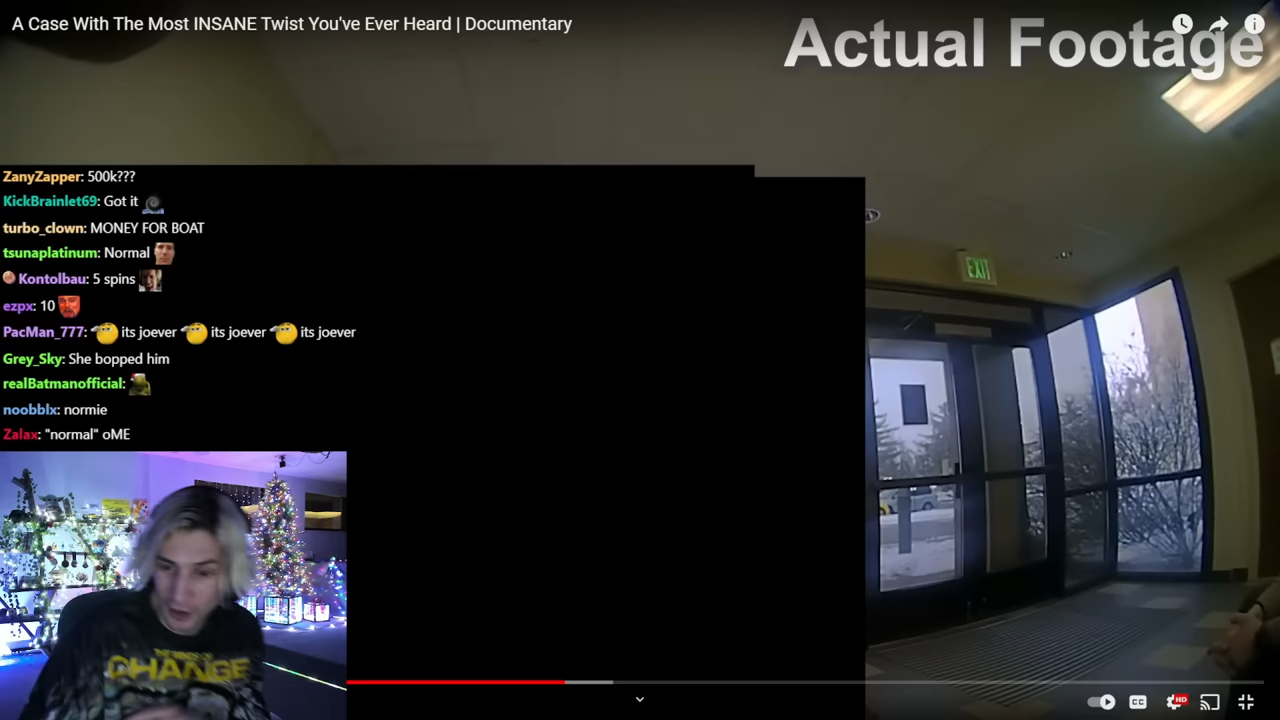 A Case With The Most INSANE Twist You've Ever Heard | Documentary
Actual Footage
ZanyZapper: 500k???
KickBrainlet69: Got it
turbo_clown: MONEY FOR BOAT
tsunaplatinum: Normal
Kontolbau: 5 spins
ezpx: 10
PacMan_777: its joever its joever its joever
Grey_Sky: She bopped him
realBatmanofficial:
noobblx: normie
Zalax: "normal" oME
EXIT
CHANGE
CC
HD